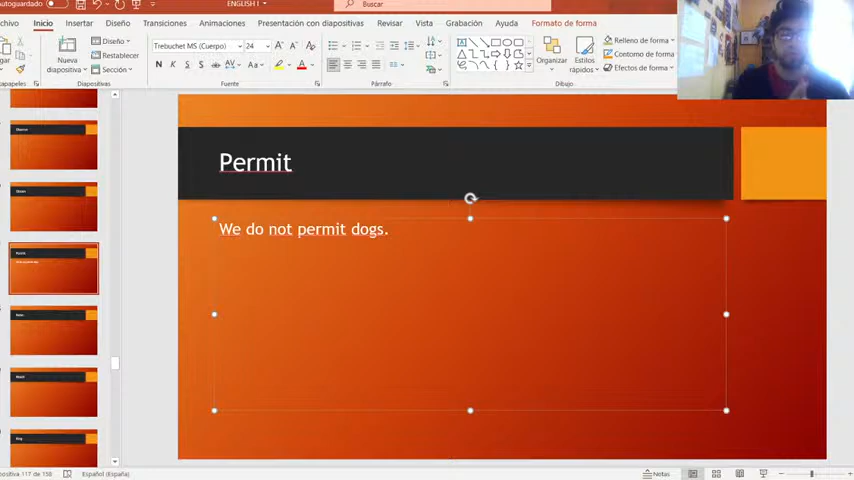 Autoguardado
ENGLISH I
Buscar
Archivo Inicio Insertar Diseño Transiciones Animaciones Presentación con diapositivas Revisar Vista Grabación Ayuda Formato de forma
Nueva diapositiva
Diseño
Restablecer
Sección
Trebuchet MS (Cuerpo) 24
Organizar
Estilos rápidos
Relleno de forma
Contorno de forma
Efectos de forma
Diapositivas Fuente Párrafo Dibujo
Permit
We do not permit dogs.
Notas
Español (España)